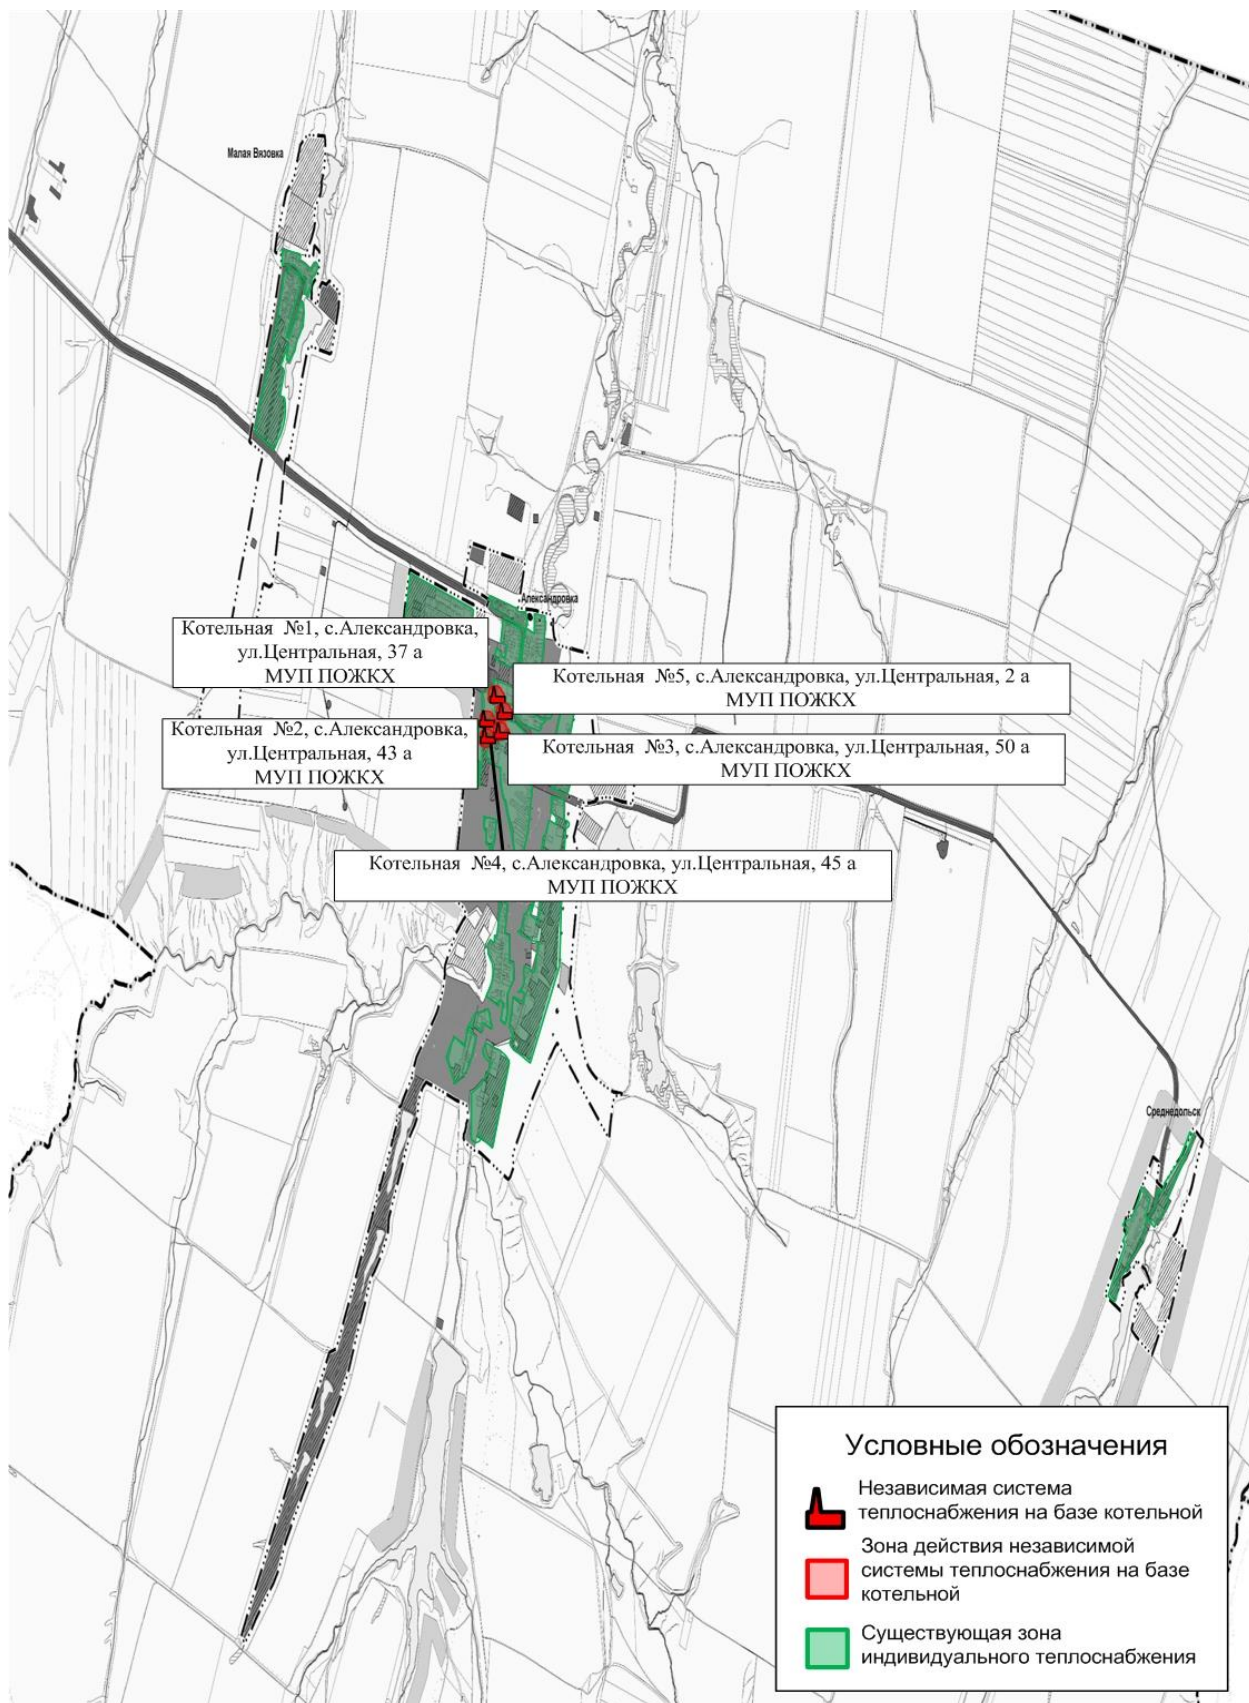 Малая Вязовка
Александровка
Котельная №1, с.Александровка,
ул.Центральная, 37 а
МУП ПОЖКХ
Котельная №5, с.Александровка, ул.Центральная, 2 а
МУП ПОЖКХ
Котельная №2, с.Александровка,
ул.Центральная, 43 а
МУП ПОЖКХ
Котельная №3, с.Александровка, ул.Центральная, 50 а
МУП ПОЖКХ
Котельная №4, с.Александровка, ул.Центральная, 45 а
МУП ПОЖКХ
Среднедольск
Условные обозначения
Независимая система
теплоснабжения на базе котельной
Зона действия независимой
системы теплоснабжения на базе
котельной
Существующая зона
индивидуального теплоснабжения